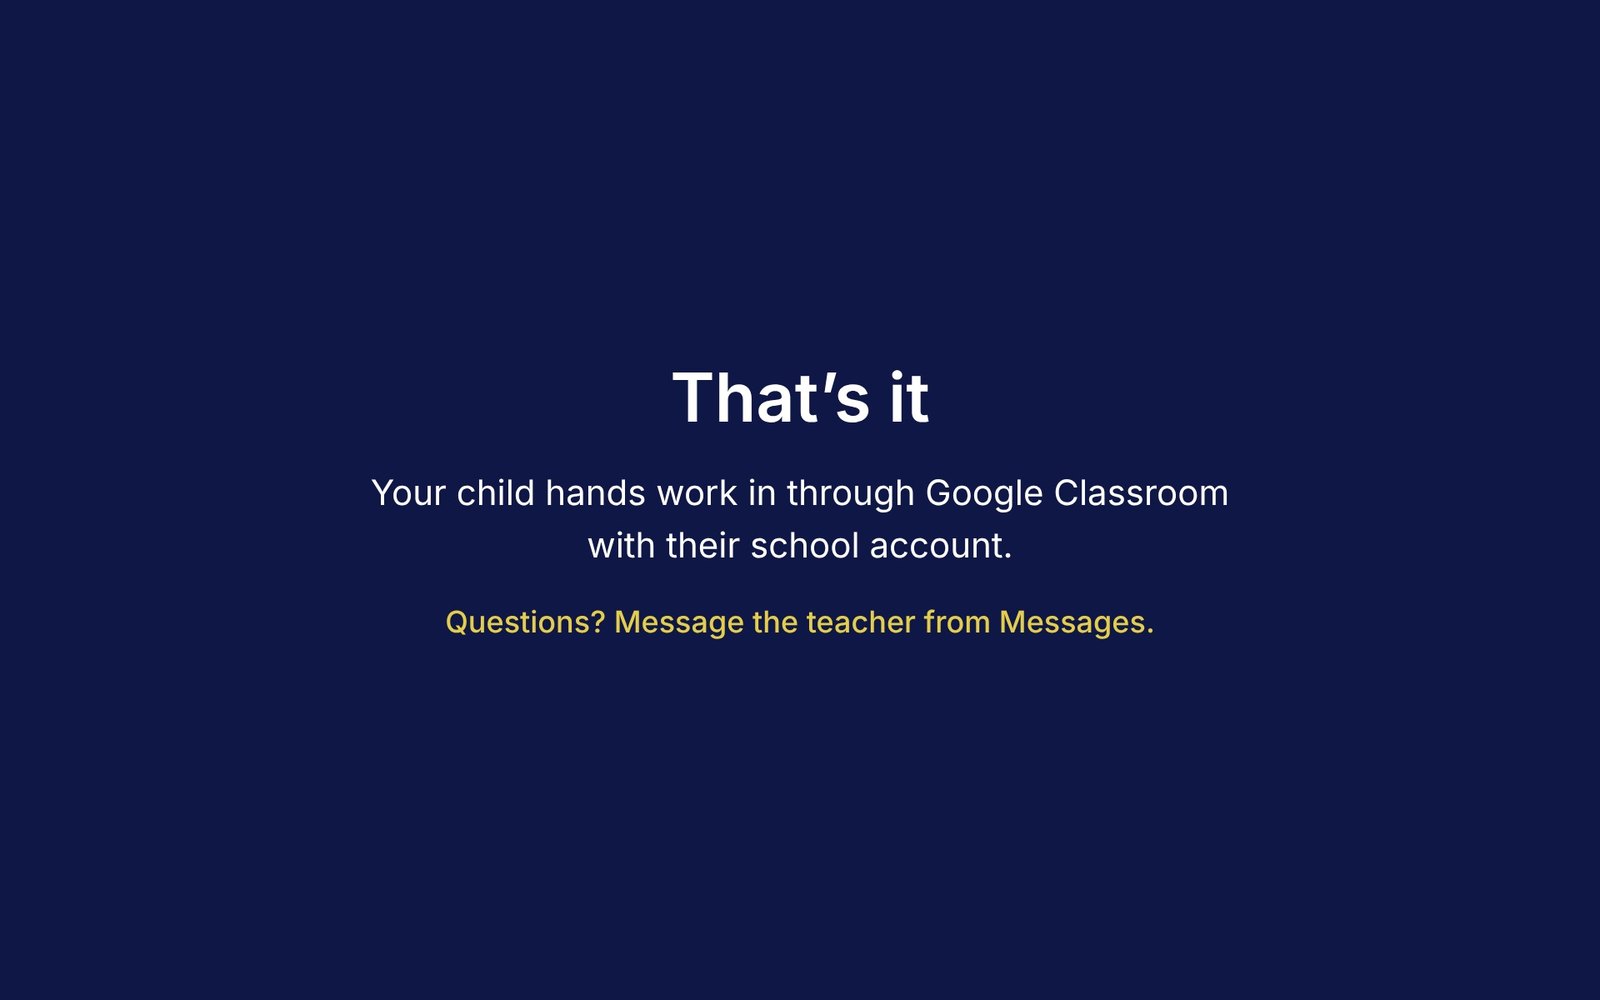 That’s it
Your child hands work in through Google Classroom
with their school account.
Questions? Message the teacher from Messages.